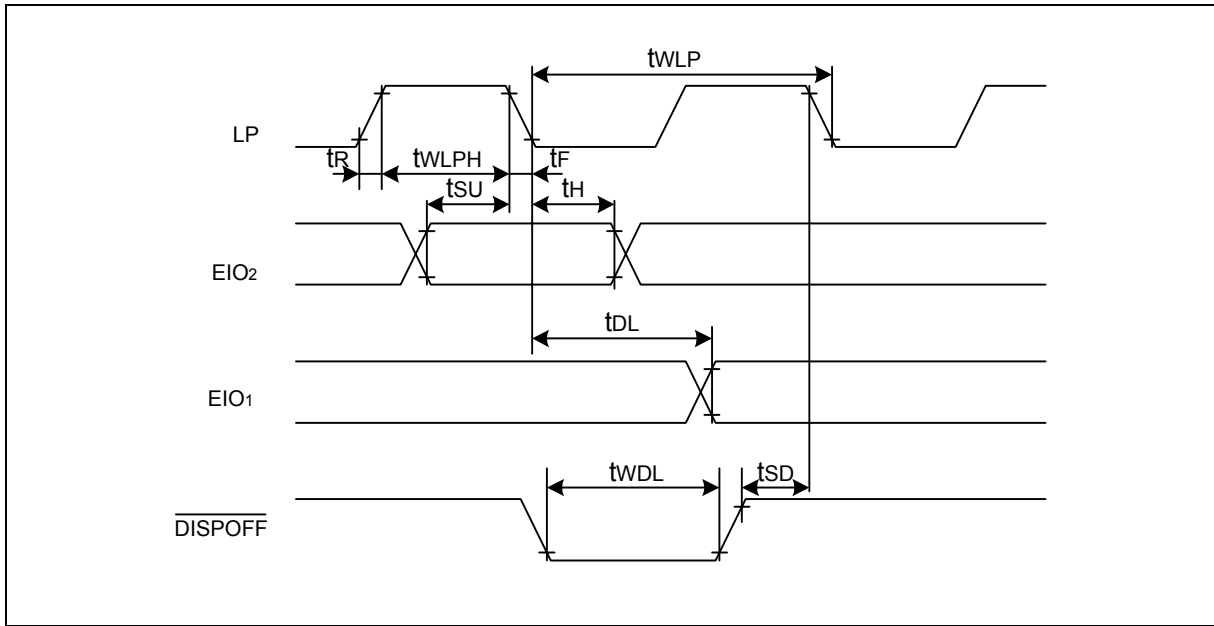 tWLP
LP
tR tWLPH tF
tSU tH
EIO2
tDL
EIO1
tWDL tSD
DISPOFF